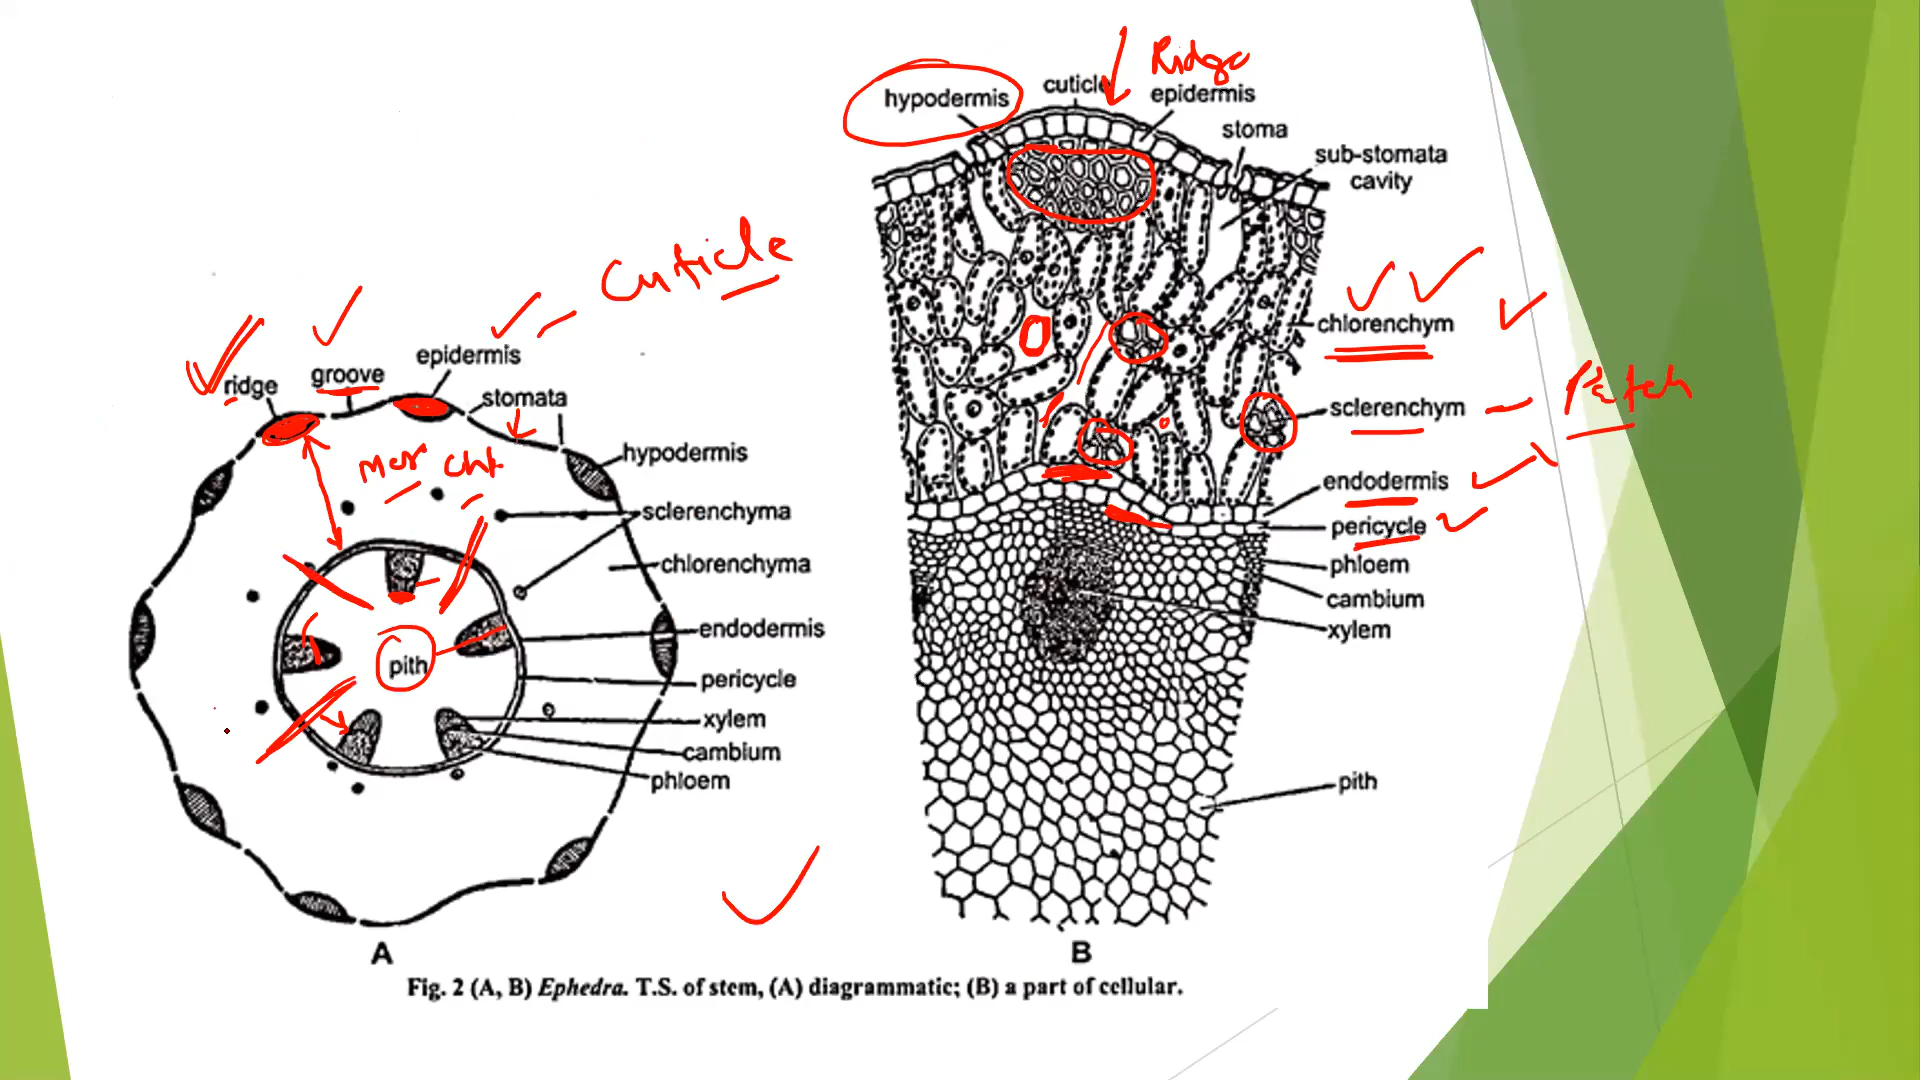 Ridge
cuticle
hypodermis
epidermis
stoma
sub-stomata
cavity
chlorenchym
sclerenchym
Patch
endodermis
pericycle
phloem
cambium
xylem
pith
B
Cuticle
epidermis
groove
ridge
stomata
hypodermis
sclerenchyma
chlorenchyma
endodermis
pith
pericycle
xylem
cambium
phloem
A
Fig. 2 (A, B) Ephedra. T.S. of stem, (A) diagrammatic; (B) a part of cellular.